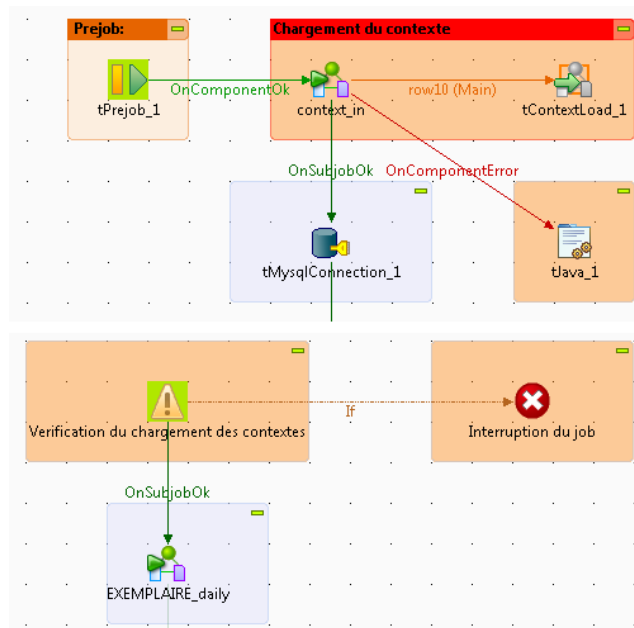 Prejob:
Chargement du contexte
OnComponentOk
row10 (Main)
tPrejob_1
context_in
tContextLoad_1
OnSubjobOk
OnComponentError
tMysqlConnection_1
tJava_1
If
Verification du chargement des contextes
Interruption du job
OnSubjobOk
EXEMPLAIRE_daily